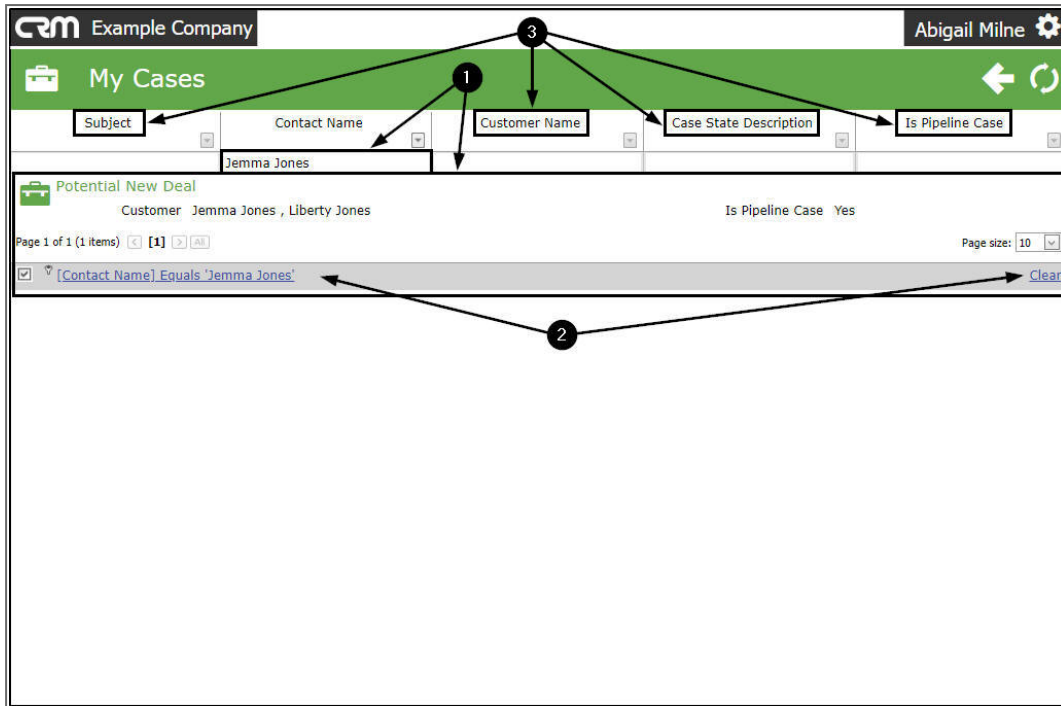 CRM Example Company Abigail Milne
3
My Cases
1
Subject Contact Name Customer Name Case State Description Is Pipeline Case
Jemma Jones
Potential New Deal
Customer Jemma Jones , Liberty Jones Is Pipeline Case Yes
Page 1 of 1 (1 items) < [1] > All Page size: 10
[Contact Name] Equals 'Jemma Jones' Clear
2